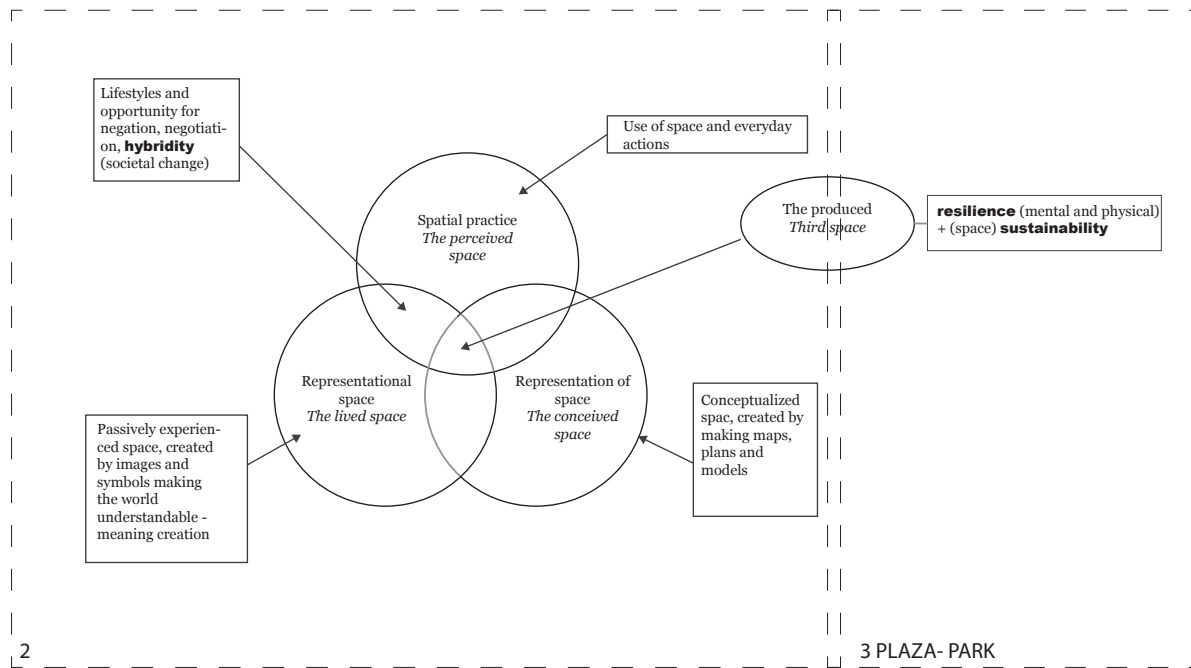 Lifestyles and
opportunity for
negation, negotiati-
on, hybridity
(societal change)
Use of space and everyday
actions
Spatial practice
The perceived
space
The produced
Third space
resilience (mental and physical)
+ (space) sustainability
Representational
space
The lived space
Representation of
space
The conceived
space
Conceptualized
spac, created by
making maps,
plans and
models
Passively experien-
ced space, created
by images and
symbols making
the world
understandable -
meaning creation
2
3 PLAZA- PARK